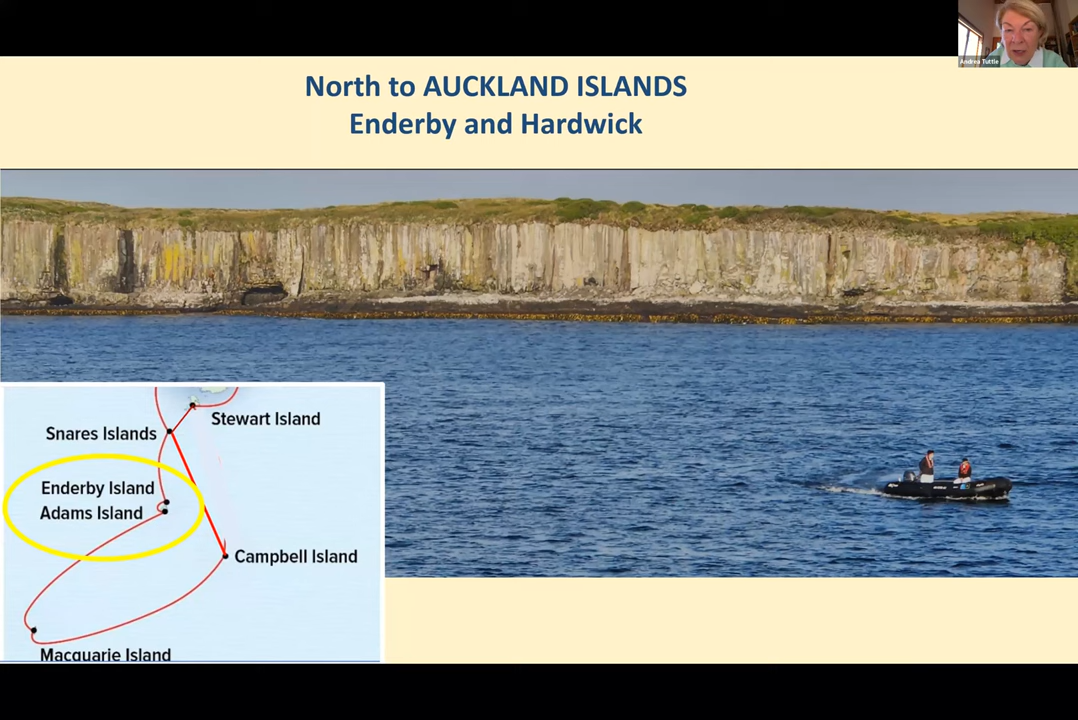 Andrea Tuttle
North to AUCKLAND ISLANDS
Enderby and Hardwick
Stewart Island
Snares Islands
Enderby Island
Adams Island
Campbell Island
Macquarie Island